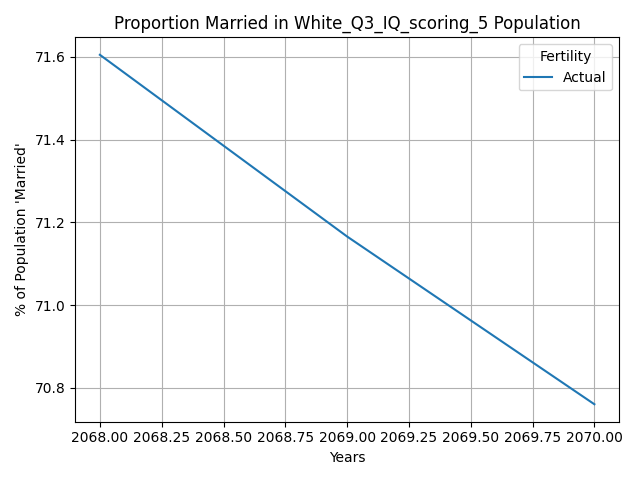 Proportion Married in White_Q3_IQ_scoring_5 Population
Fertility
Actual
% of Population 'Married'
71.6
71.4
71.2
71.0
70.8
2068.00 2068.25 2068.50 2068.75 2069.00 2069.25 2069.50 2069.75 2070.00
Years